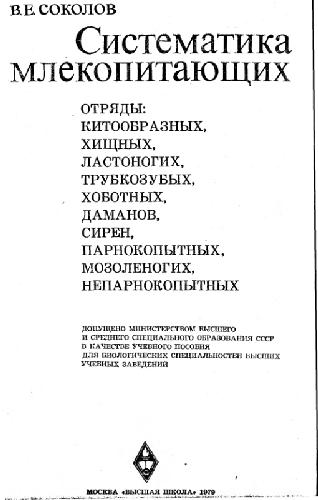 В.Е. СОКОЛОВ
Систематика
млекопитающих
ОТРЯДЫ:
КИТООБРАЗНЫХ,
ХИЩНЫХ,
ЛАСТОНОГИХ,
ТРУБКОЗУБЫХ,
ХОБОТНЫХ,
ДАМАНОВ,
СИРЕН,
ПАРНОКОПЫТНЫХ,
МОЗОЛЕНОГИХ,
НЕПАРНОКОПЫТНЫХ
ДОПУЩЕНО МИНИСТЕРСТВОМ ВЫСШЕГО
И СРЕДНЕГО СПЕЦИАЛЬНОГО ОБРАЗОВАНИЯ СССР
В КАЧЕСТВЕ УЧЕБНОГО ПОСОБИЯ
ДЛЯ БИОЛОГИЧЕСКИХ СПЕЦИАЛЬНОСТЕЙ ВЫСШИХ
УЧЕБНЫХ ЗАВЕДЕНИЙ
МОСКВА «ВЫСШАЯ ШКОЛА» 1979